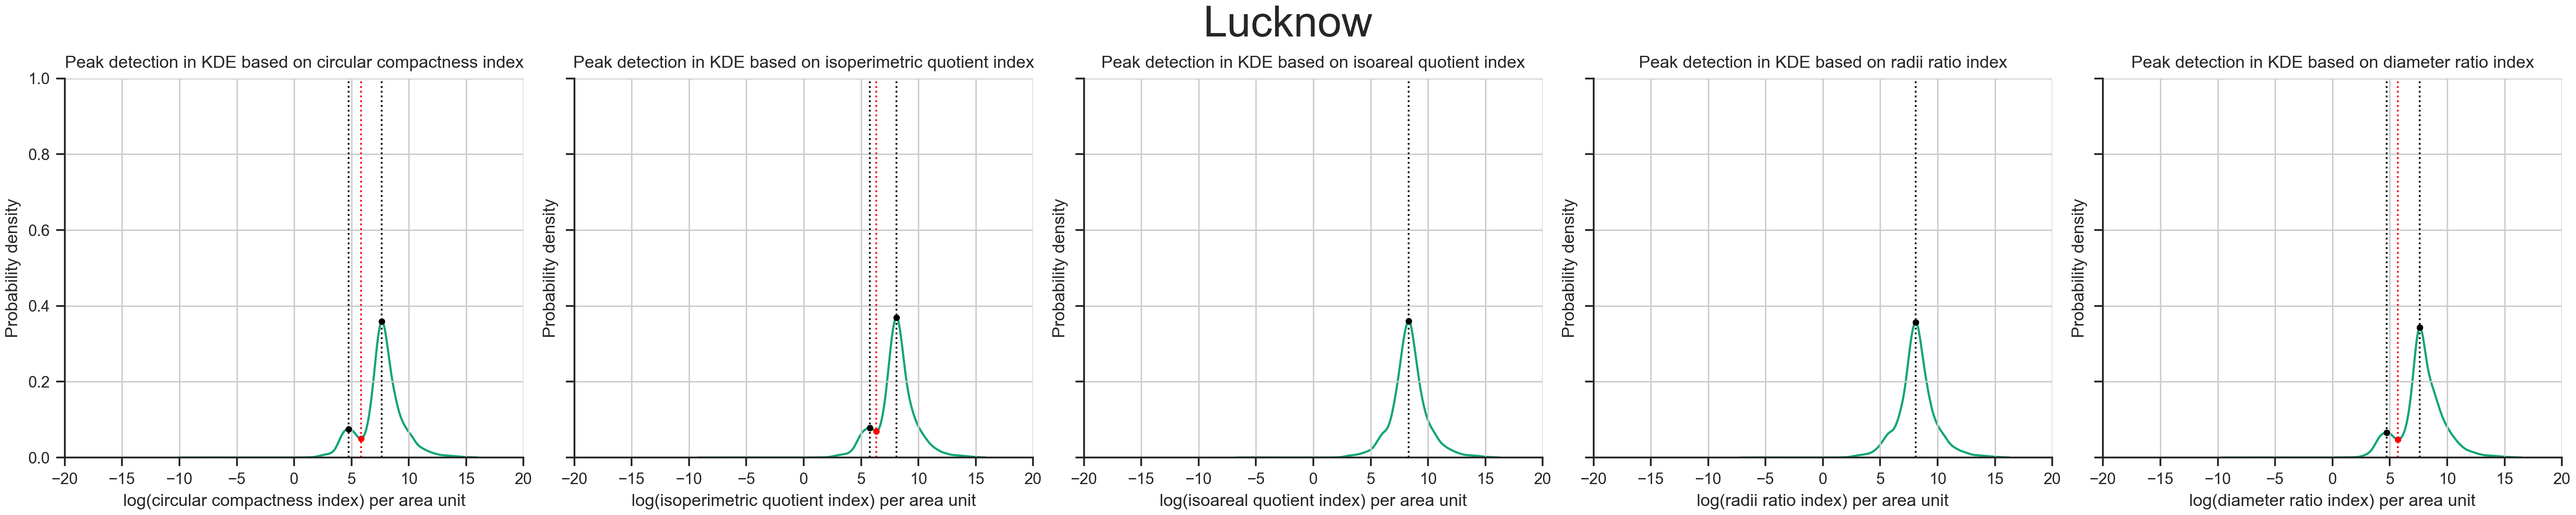 Lucknow
Peak detection in KDE based on circular compactness index
Peak detection in KDE based on isoperimetric quotient index
Peak detection in KDE based on isoareal quotient index
Peak detection in KDE based on radii ratio index
Peak detection in KDE based on diameter ratio index
1.0
0.8
0.6
0.4
0.2
0.0
Probability density
Probability density
Probability density
Probability density
Probability density
−20 −15 −10 −5 0 5 10 15 20
−20 −15 −10 −5 0 5 10 15 20
−20 −15 −10 −5 0 5 10 15 20
−20 −15 −10 −5 0 5 10 15 20
−20 −15 −10 −5 0 5 10 15 20
log(circular compactness index) per area unit
log(isoperimetric quotient index) per area unit
log(isoareal quotient index) per area unit
log(radii ratio index) per area unit
log(diameter ratio index) per area unit